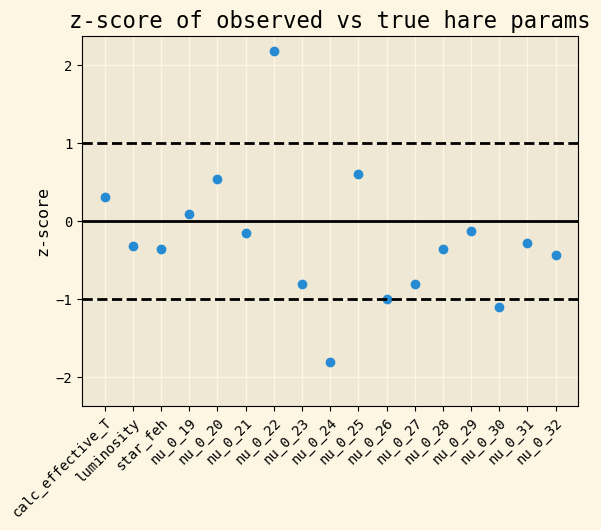 z-score of observed vs true hare params
z-score
2
1
0
−1
−2
calc_effective_T
luminosity
star_feh
nu_0_19
nu_0_20
nu_0_21
nu_0_22
nu_0_23
nu_0_24
nu_0_25
nu_0_26
nu_0_27
nu_0_28
nu_0_29
nu_0_30
nu_0_31
nu_0_32